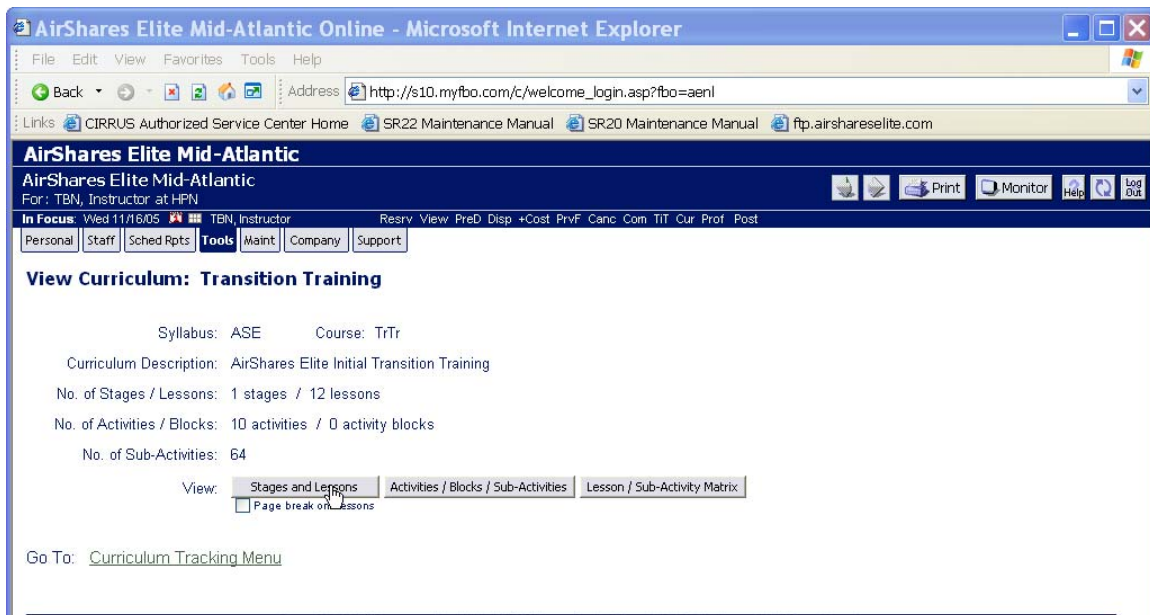 AirShares Elite Mid-Atlantic Online - Microsoft Internet Explorer
File Edit View Favorites Tools Help
Back Address http://s10.myfbo.com/c/welcome_login.asp?fbo=aenl
Links CIRRUS Authorized Service Center Home SR22 Maintenance Manual SR20 Maintenance Manual ftp.airshareselite.com
AirShares Elite Mid-Atlantic
AirShares Elite Mid-Atlantic
For: TBN, Instructor at HPN
Print Monitor Help Log Out
In Focus: Wed 11/16/05 TBN, Instructor Resrv View PreD Disp +Cost PrvF Canc Com TiT Cur Prof Post
Personal Staff Sched Rpts Tools Maint Company Support
View Curriculum: Transition Training
Syllabus: ASE Course: TrTr
Curriculum Description: AirShares Elite Initial Transition Training
No. of Stages / Lessons: 1 stages / 12 lessons
No. of Activities / Blocks: 10 activities / 0 activity blocks
No. of Sub-Activities: 64
View: Stages and Lessons Activities / Blocks / Sub-Activities Lesson / Sub-Activity Matrix
Page break on lessons
Go To: Curriculum Tracking Menu